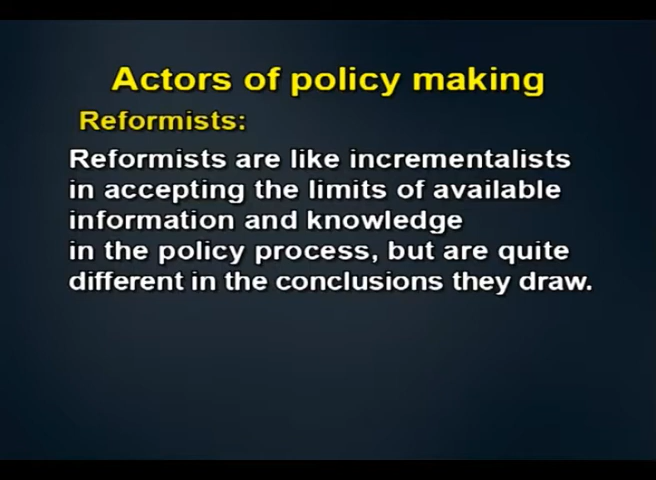 Actors of policy making
Reformists:
Reformists are like incrementalists
in accepting the limits of available
information and knowledge
in the policy process, but are quite
different in the conclusions they draw.